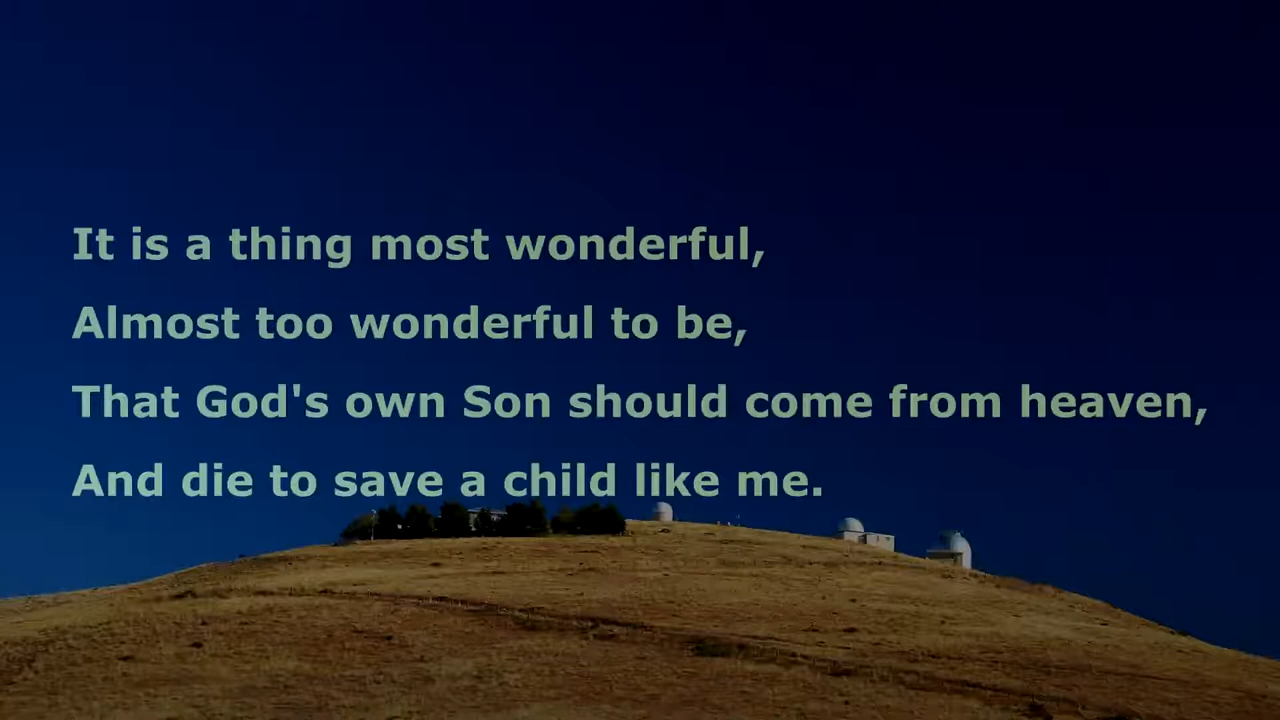 It is a thing most wonderful,
Almost too wonderful to be,
That God's own Son should come from heaven,
And die to save a child like me.